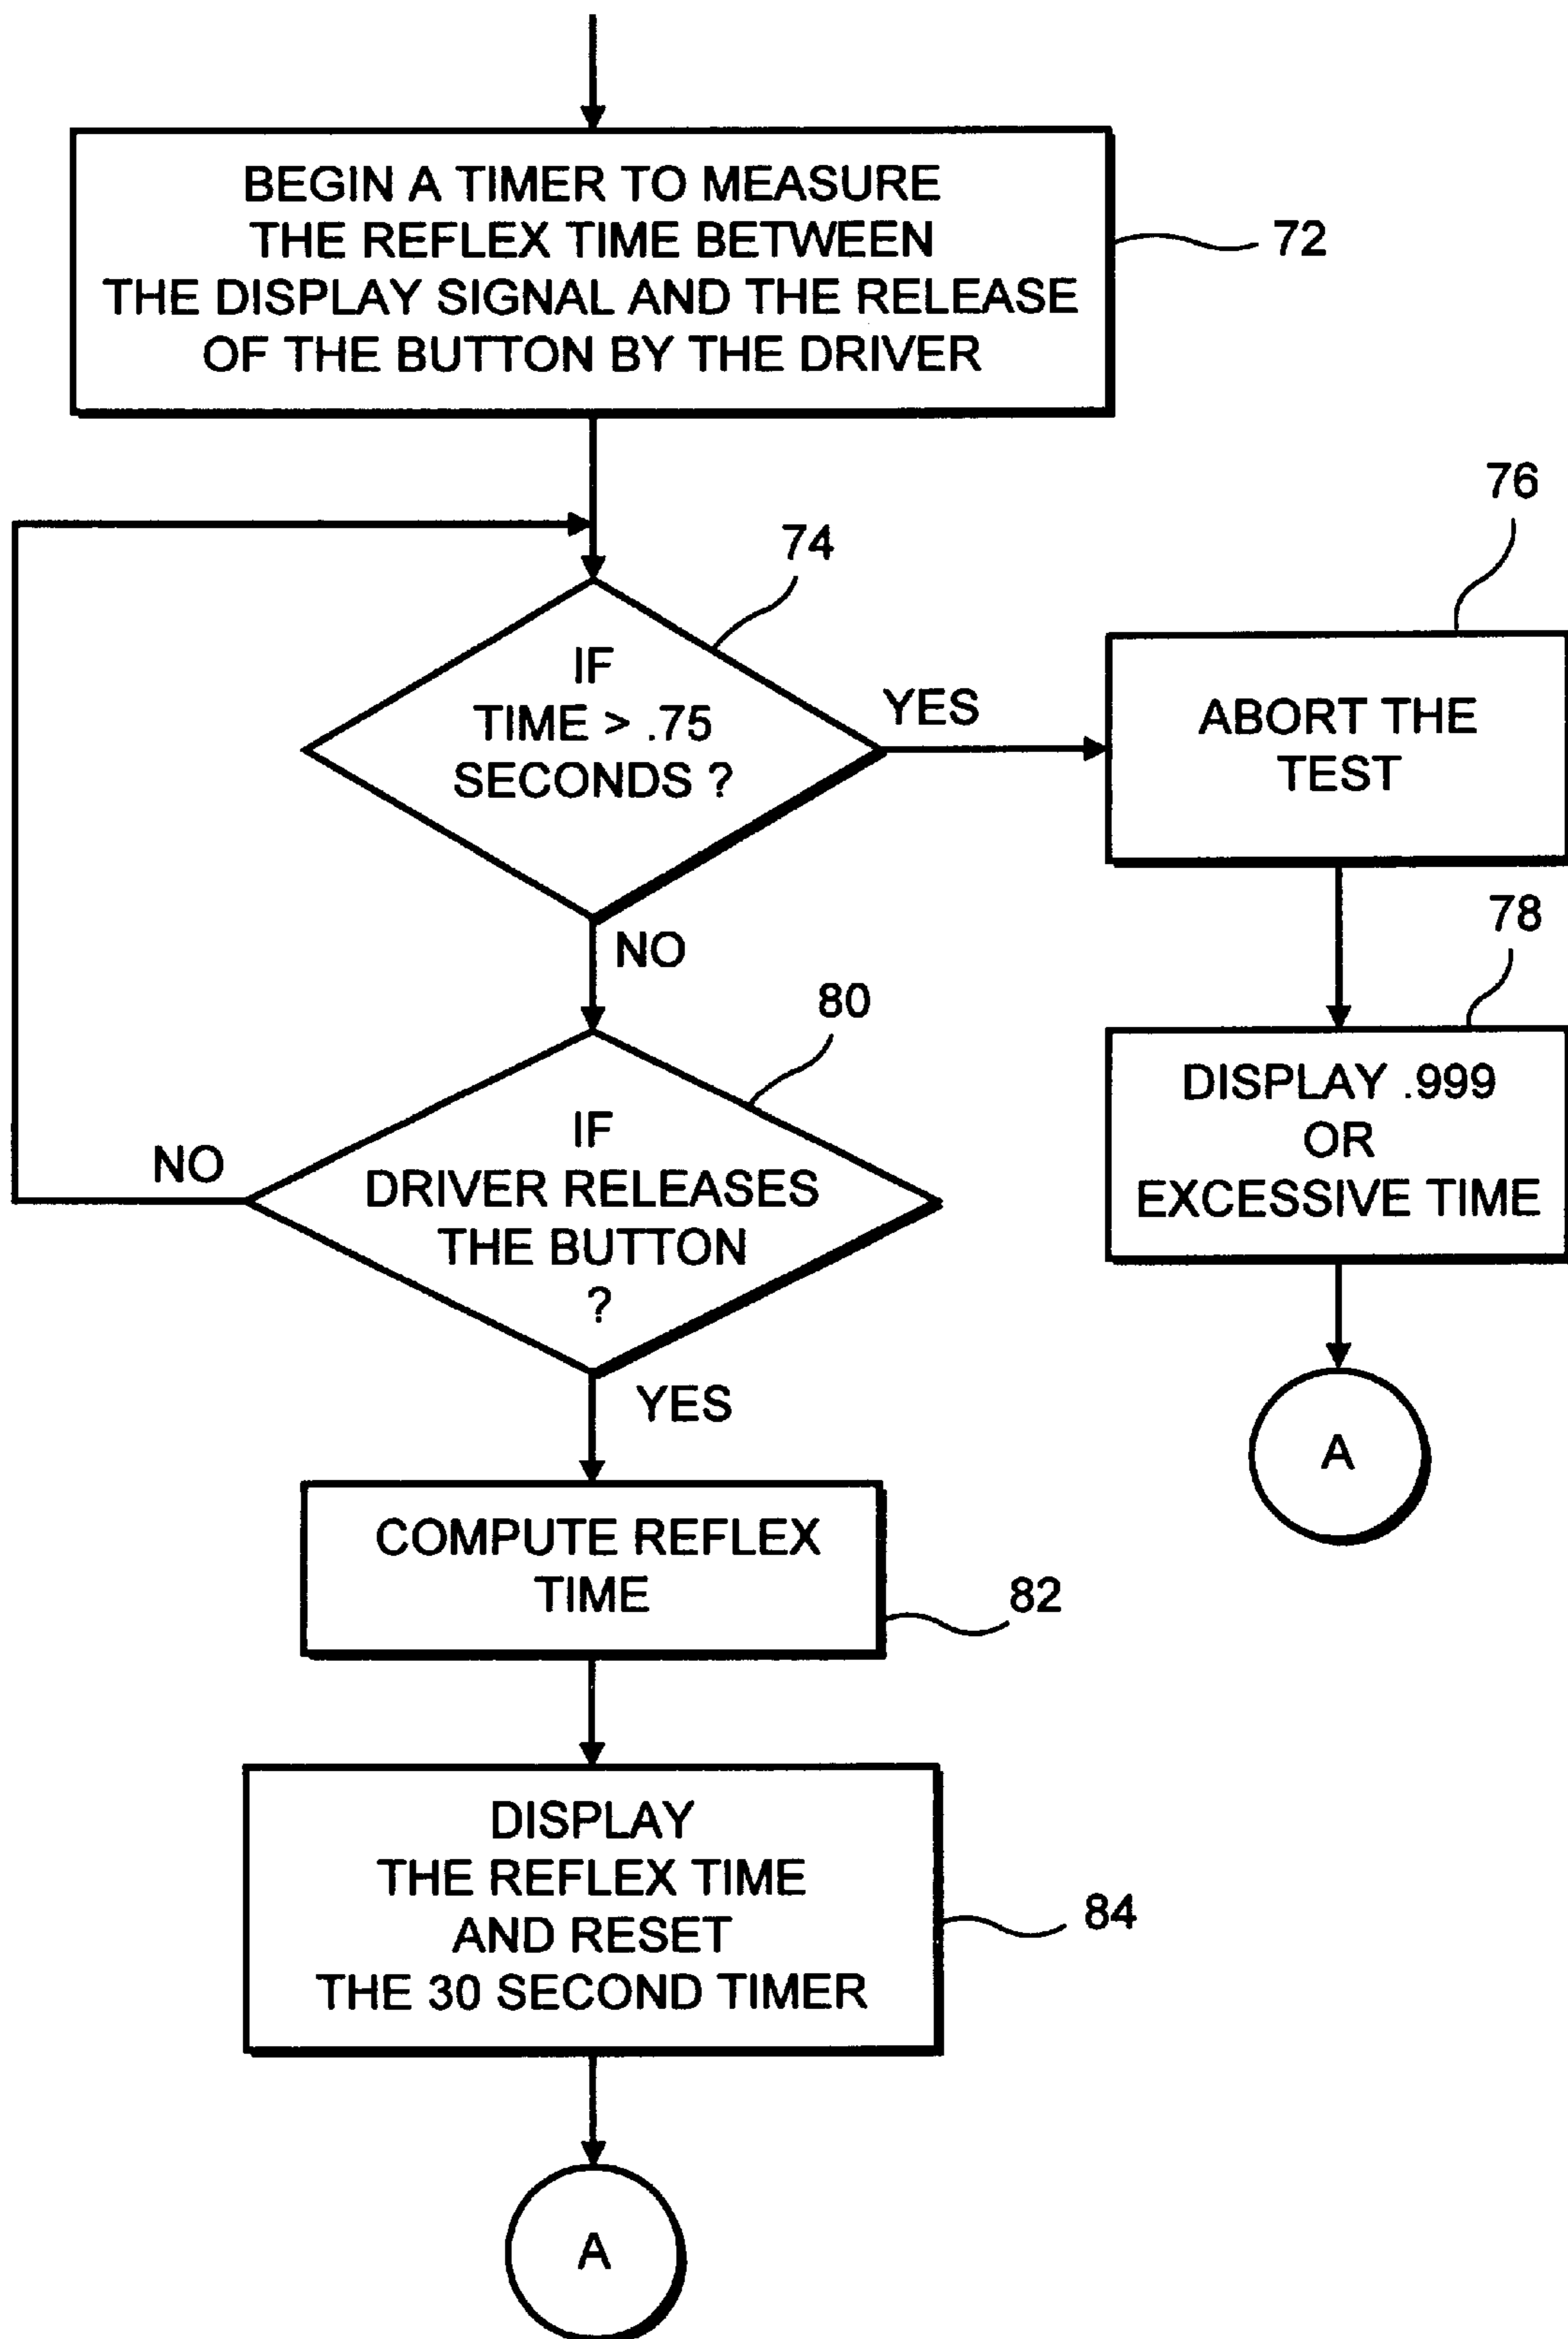 BEGIN A TIMER TO MEASURE
THE REFLEX TIME BETWEEN
THE DISPLAY SIGNAL AND THE RELEASE
OF THE BUTTON BY THE DRIVER
72
74
IF
TIME > .75
SECONDS ?
YES
NO
76
ABORT THE
TEST
78
DISPLAY .999
OR
EXCESSIVE TIME
A
80
IF
DRIVER RELEASES
THE BUTTON
?
NO
YES
COMPUTE REFLEX
TIME
82
DISPLAY
THE REFLEX TIME
AND RESET
THE 30 SECOND TIMER
84
A